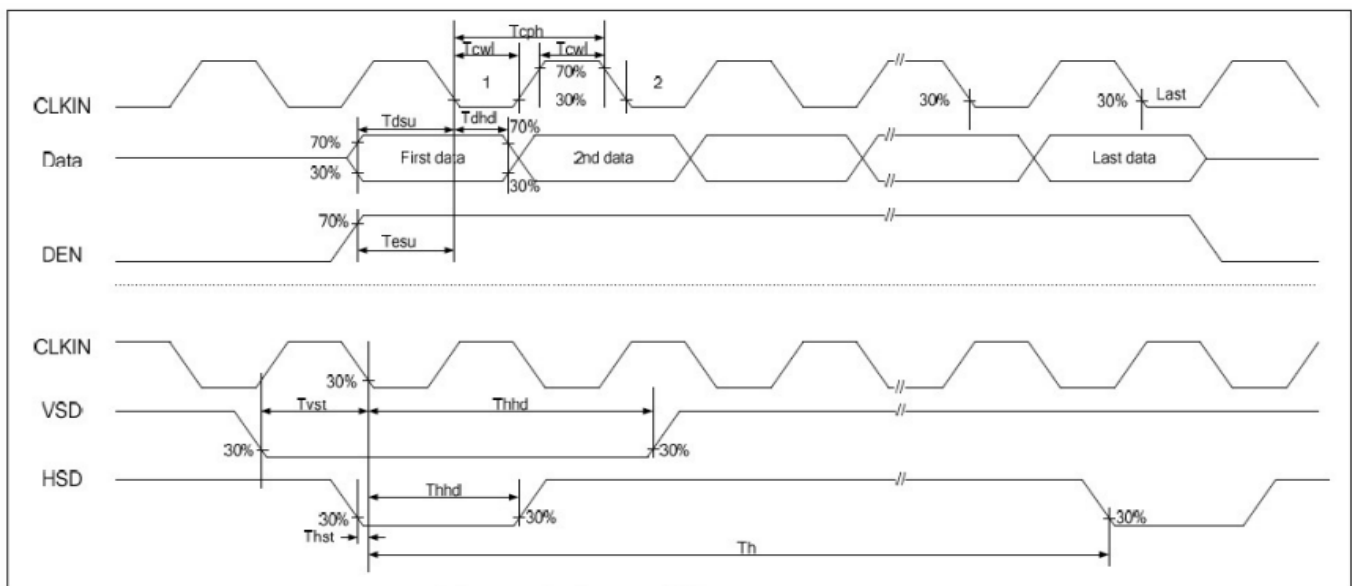 Tcph
Tcwl Tcwl
70%
CLKIN 1 30% 2 30% 30% Last
Tdsu Tdhd 70%
70%
Data First data 2nd data Last data
30% 30%
70%
DEN Tesu
CLKIN
30%
VSD Tvst Thhd
30% 30%
HSD
Thhd
30% 30% 30%
Thst
Th